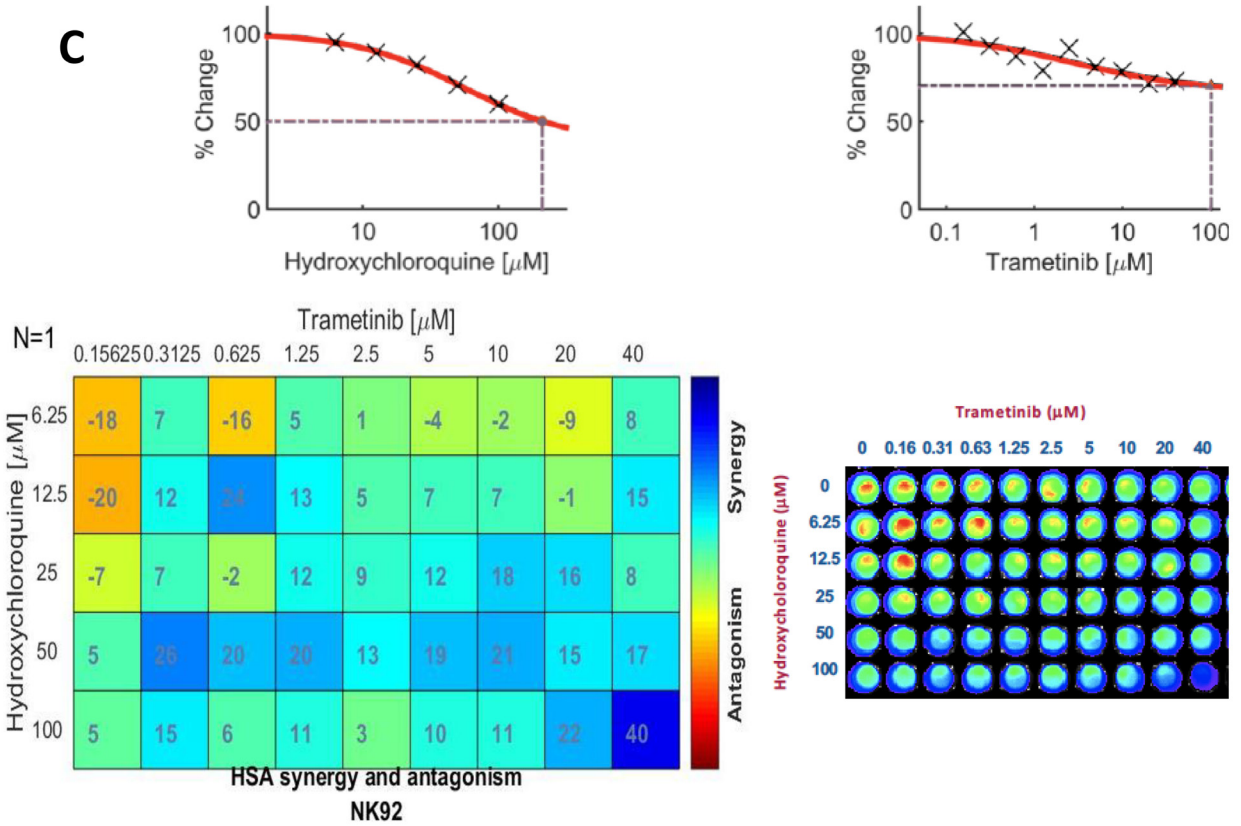 C
100
50
0
% Change
10 100
Hydroxychloroquine [μM]
100
50
0
% Change
0.1 1 10 100
Trametinib [μM]
N=1
Trametinib [μM]
0.15625 0.3125 0.625 1.25 2.5 5 10 20 40
Hydroxychloroquine [μM]
6.25 -18 7 -16 5 1 -4 -2 -9 8
12.5 -20 12 24 13 5 7 7 -1 15
25 -7 7 -2 12 9 12 18 16 8
50 5 26 20 20 13 19 21 15 17
100 5 15 6 11 3 10 11 22 40
Synergy
Antagonism
HSA synergy and antagonism
NK92
Trametinib (μM)
0 0.16 0.31 0.63 1.25 2.5 5 10 20 40
Hydroxycholoroquine (μM)
0
6.25
12.5
25
50
100